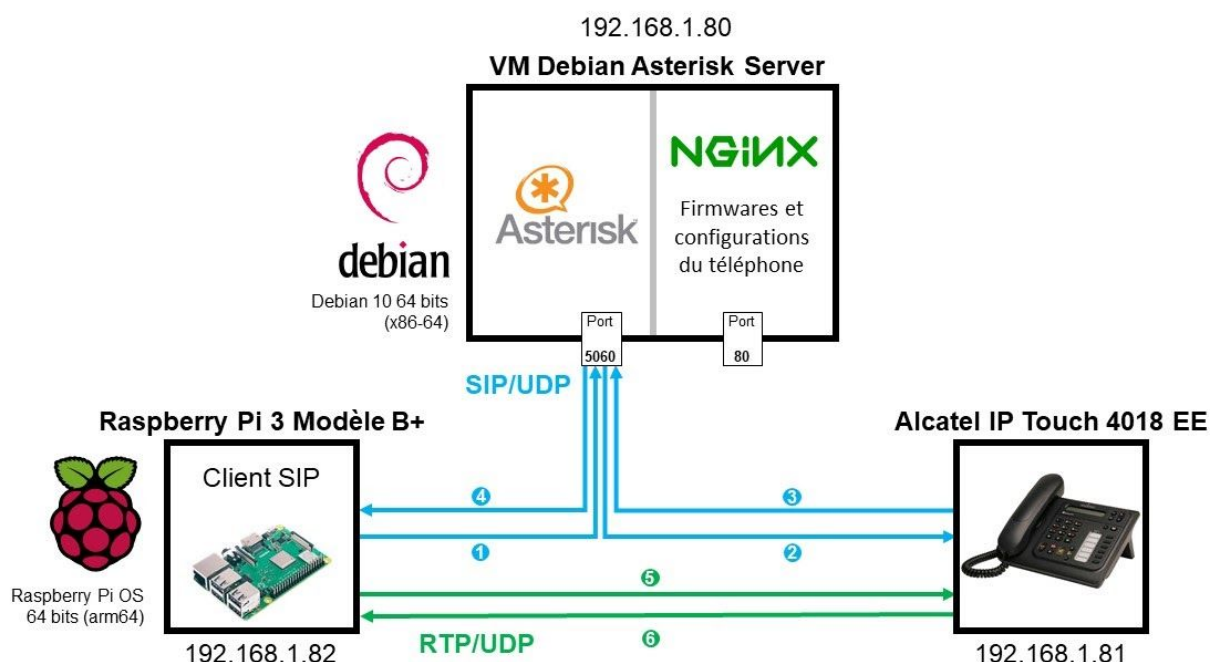 192.168.1.80
VM Debian Asterisk Server
debian
Debian 10 64 bits
(x86-64)
Asterisk
NGiNX
Firmwares et
configurations
du téléphone
Port
5060
Port
80
SIP/UDP
Raspberry Pi 3 Modèle B+
Alcatel IP Touch 4018 EE
Client SIP
4
3
1
2
5
Raspberry Pi OS
64 bits (arm64)
RTP/UDP
6
192.168.1.82
192.168.1.81